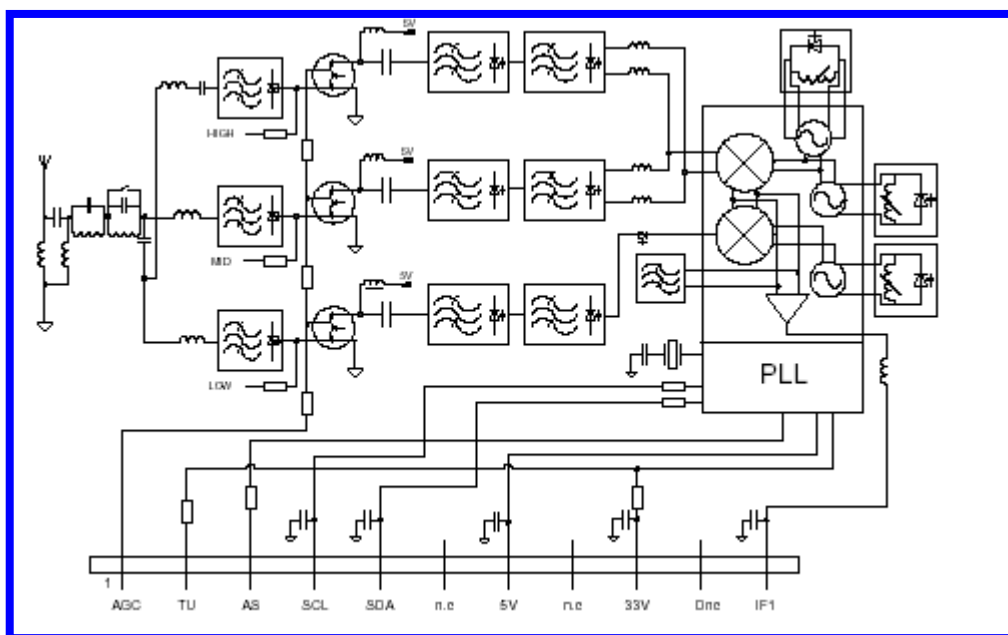 5V
HIGH
5V
MID
5V
LOW
PLL
1
AGC TU AS SCL SDA n.c 5V n.c 33V Dnc IF1